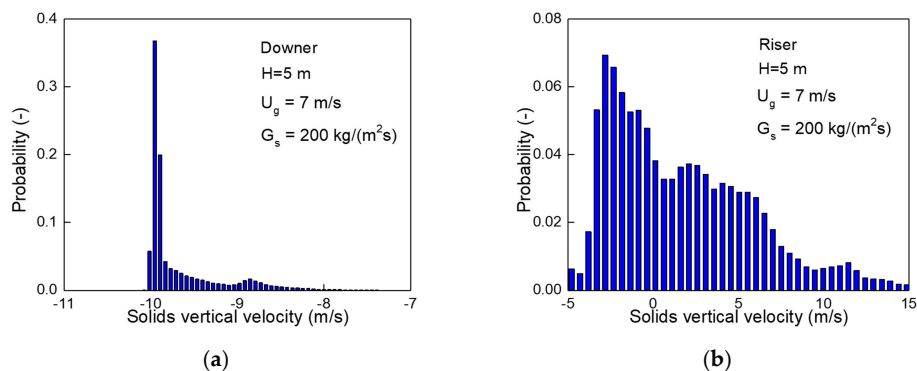 0.4
0.3
0.2
0.1
0.0
Probability (-)
Downer
H=5 m
U_g = 7 m/s
G_s = 200 kg/(m²s)
-11 -10 -9 -8 -7
Solids vertical velocity (m/s)
(a)
0.08
0.06
0.04
0.02
0.00
Probability (-)
Riser
H=5 m
U_g = 7 m/s
G_s = 200 kg/(m²s)
-5 0 5 10 15
Solids vertical velocity (m/s)
(b)